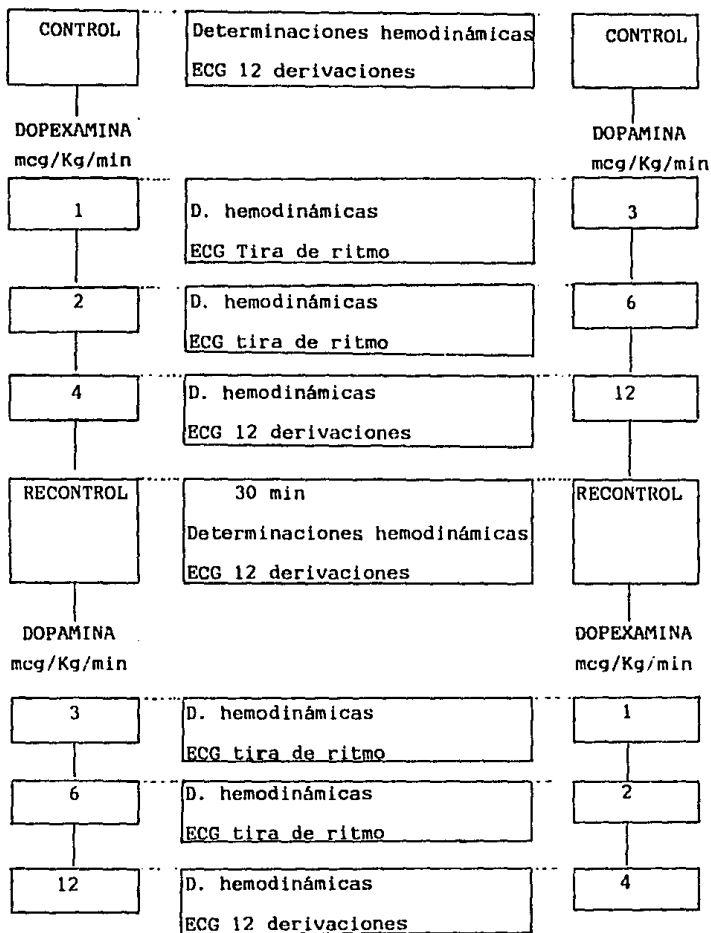 CONTROL Determinaciones hemodinámicas CONTROL
ECG 12 derivaciones
DOPEXAMINA DOPAMINA
mcg/Kg/min mcg/Kg/min
1 D. hemodinámicas 3
ECG Tira de ritmo
2 D. hemodinámicas 6
ECG tira de ritmo
4 D. hemodinámicas 12
ECG 12 derivaciones
RECONTROL 30 min RECONTROL
Determinaciones hemodinámicas
ECG 12 derivaciones
DOPAMINA DOPEXAMINA
mcg/Kg/min mcg/Kg/min
3 D. hemodinámicas 1
ECG tira de ritmo
6 D. hemodinámicas 2
ECG tira de ritmo
12 D. hemodinámicas 4
ECG 12 derivaciones